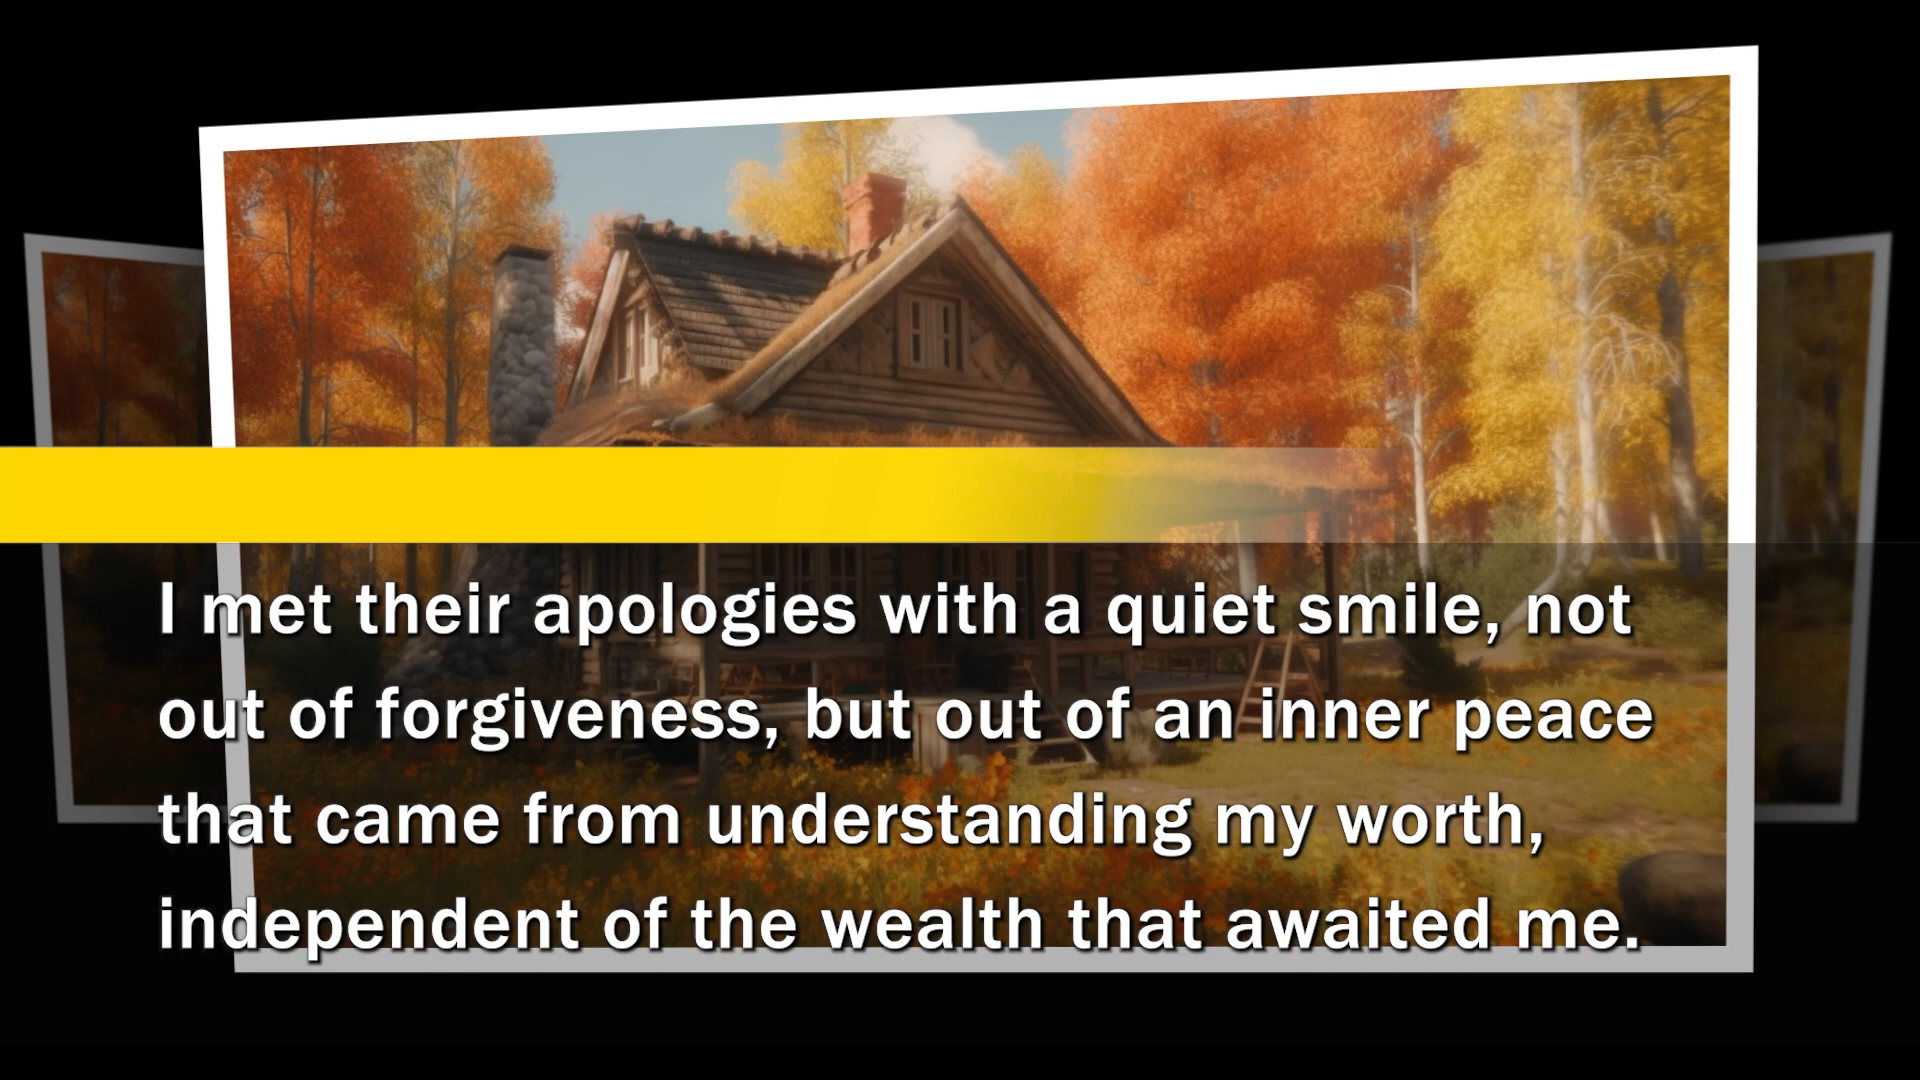 I met their apologies with a quiet smile, not
out of forgiveness, but out of an inner peace
that came from understanding my worth,
independent of the wealth that awaited me.